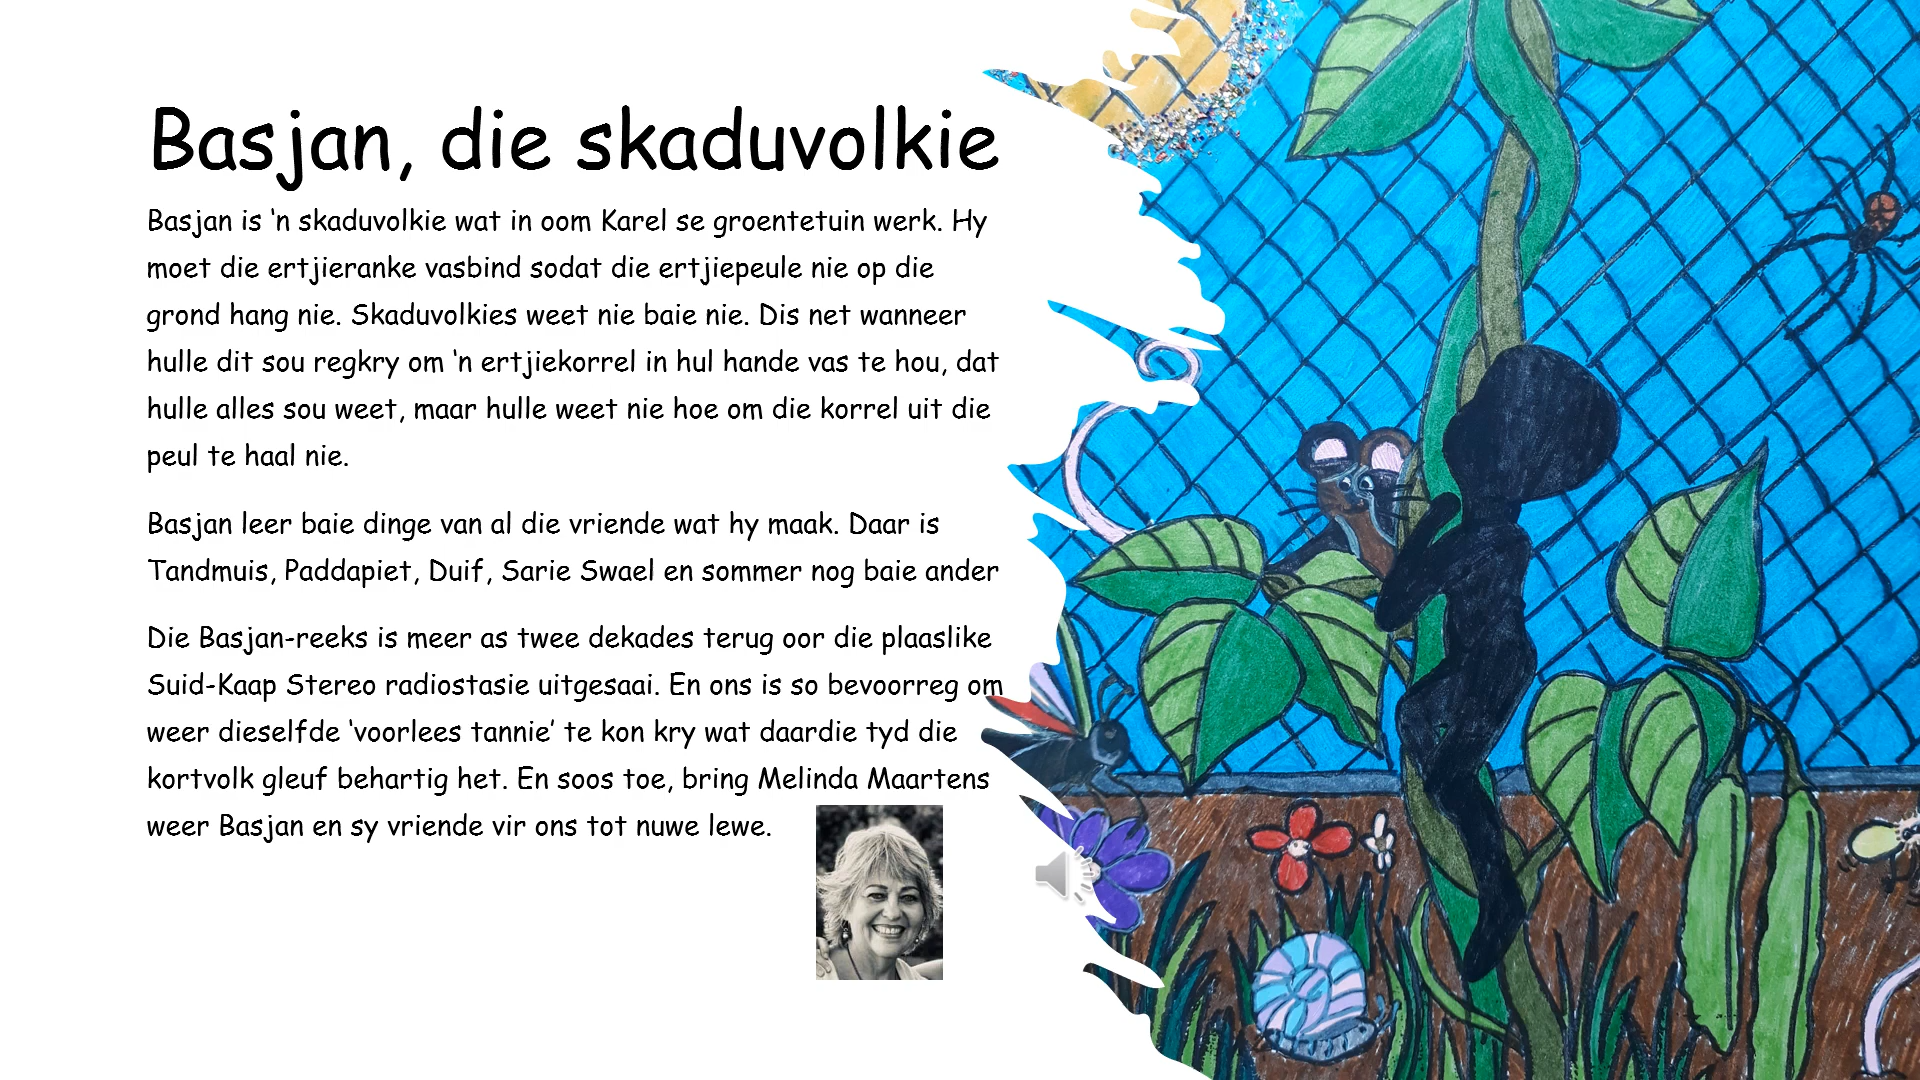 Basjan, die skaduvolkie
Basjan is ‘n skaduvolkie wat in oom Karel se groentetuin werk. Hy
moet die ertjieranke vasbind sodat die ertjiepeule nie op die
grond hang nie. Skaduvolkies weet nie baie nie. Dis net wanneer
hulle dit sou regkry om ‘n ertjiekorrel in hul hande vas te hou, dat
hulle alles sou weet, maar hulle weet nie hoe om die korrel uit die
peul te haal nie.
Basjan leer baie dinge van al die vriende wat hy maak. Daar is
Tandmuis, Paddapiet, Duif, Sarie Swael en sommer nog baie ander
Die Basjan-reeks is meer as twee dekades terug oor die plaaslike
Suid-Kaap Stereo radiostasie uitgesaai. En ons is so bevoorreg om
weer dieselfde ‘voorlees tannie’ te kon kry wat daardie tyd die
kortvolk gleuf behartig het. En soos toe, bring Melinda Maartens
weer Basjan en sy vriende vir ons tot nuwe lewe.